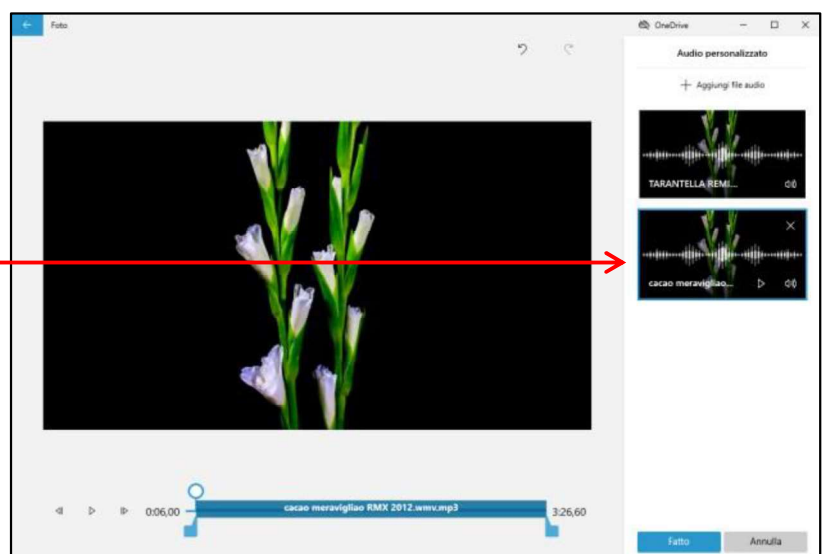 Foto
OneDrive
Audio personalizzato
Aggiungi file audio
TARANTELLA REMI...
cacao meravigliao...
0:06,00
cacao meravigliao RMX 2012.wmv.mp3
3:26,60
Fatto
Annulla